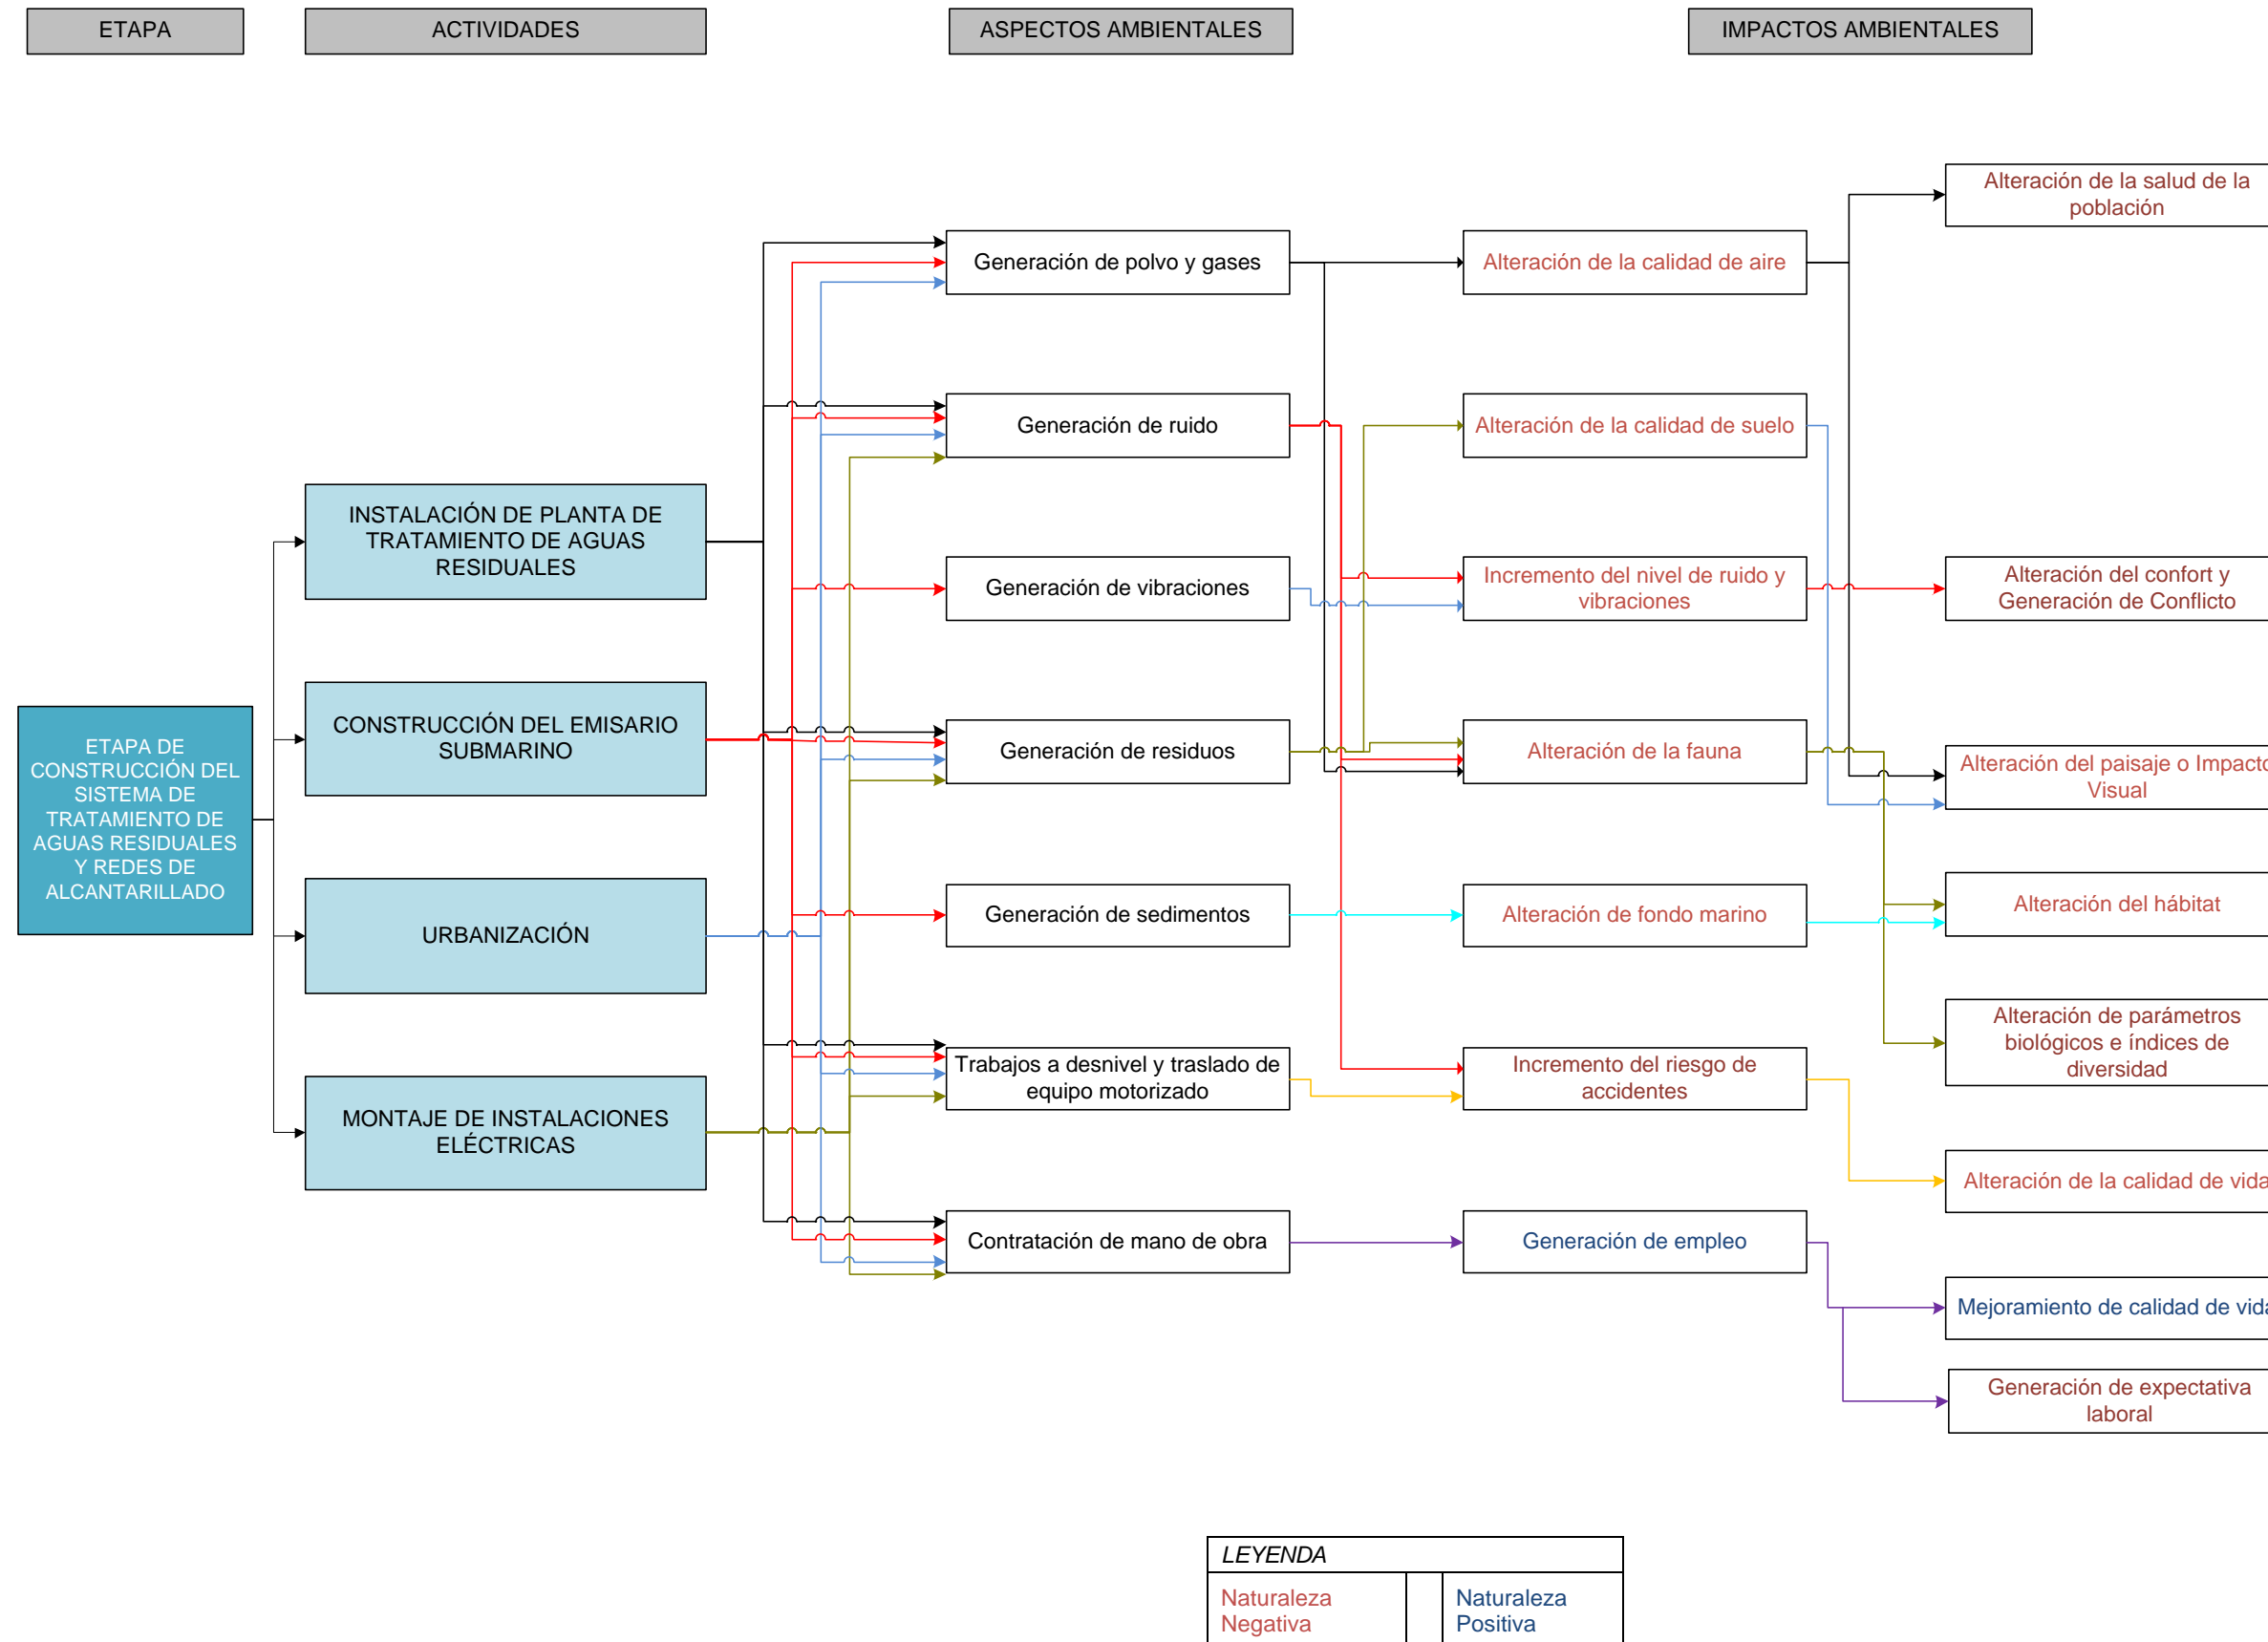 ETAPA
ACTIVIDADES
ASPECTOS AMBIENTALES
IMPACTOS AMBIENTALES
ETAPA DE
CONSTRUCCIÓN DEL
SISTEMA DE
TRATAMIENTO DE
AGUAS RESIDUALES
Y REDES DE
ALCANTARILLADO
INSTALACIÓN DE PLANTA DE
TRATAMIENTO DE AGUAS
RESIDUALES
CONSTRUCCIÓN DEL EMISARIO
SUBMARINO
URBANIZACIÓN
MONTAJE DE INSTALACIONES
ELÉCTRICAS
Generación de polvo y gases
Generación de ruido
Generación de vibraciones
Generación de residuos
Generación de sedimentos
Trabajos a desnivel y traslado de
equipo motorizado
Contratación de mano de obra
Alteración de la calidad de aire
Alteración de la calidad de suelo
Incremento del nivel de ruido y
vibraciones
Alteración de la fauna
Alteración de fondo marino
Incremento del riesgo de
accidentes
Generación de empleo
Alteración de la salud de la
población
Alteración del confort y
Generación de Conflicto
Alteración del paisaje o Impacto
Visual
Alteración del hábitat
Alteración de parámetros
biológicos e índices de
diversidad
Alteración de la calidad de vida
Mejoramiento de calidad de vida
Generación de expectativa
laboral
LEYENDA
Naturaleza
Negativa
Naturaleza
Positiva